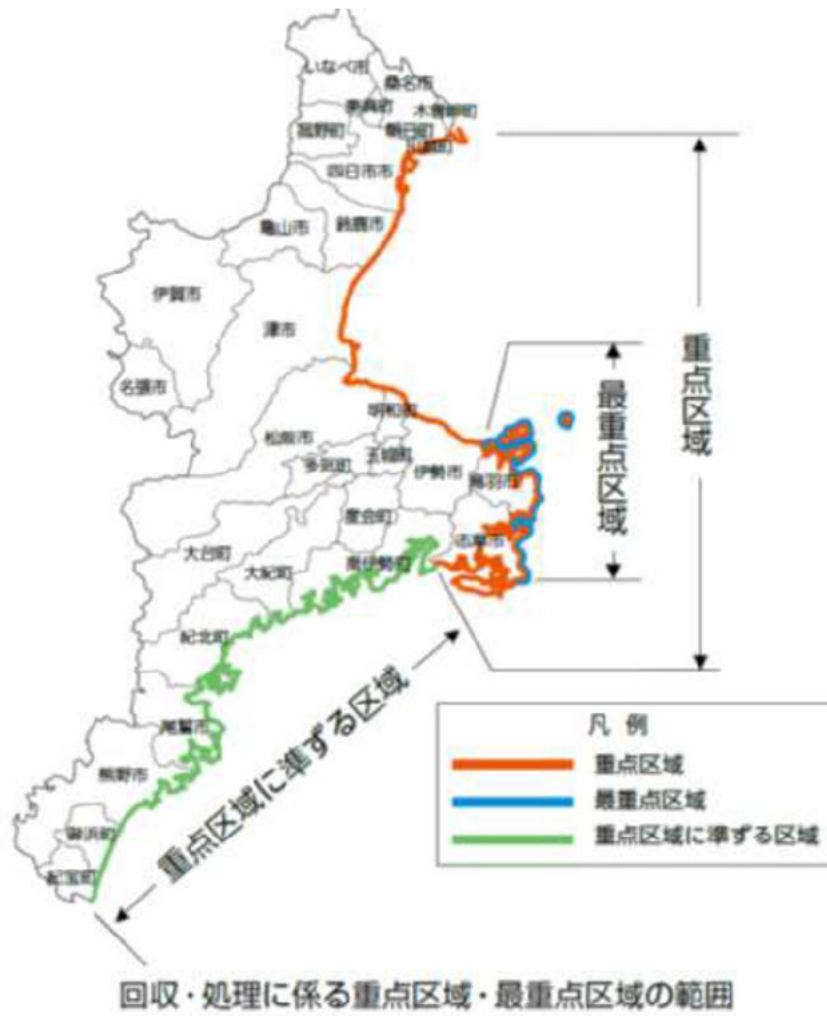 いなべ市
桑名市
東員町
木曽岬町
菰野町
朝日町
川越町
四日市市
亀山市
鈴鹿市
伊賀市
津市
名張市
明和町
松阪市
多気町
玉城町
伊勢市
鳥羽市
度会町
志摩市
大台町
大紀町
南伊勢町
紀北町
尾鷲市
熊野市
御浜町
紀宝町
重点区域
最重点区域
重点区域に準ずる区域
凡 例
重点区域
最重点区域
重点区域に準ずる区域
回収・処理に係る重点区域・最重点区域の範囲